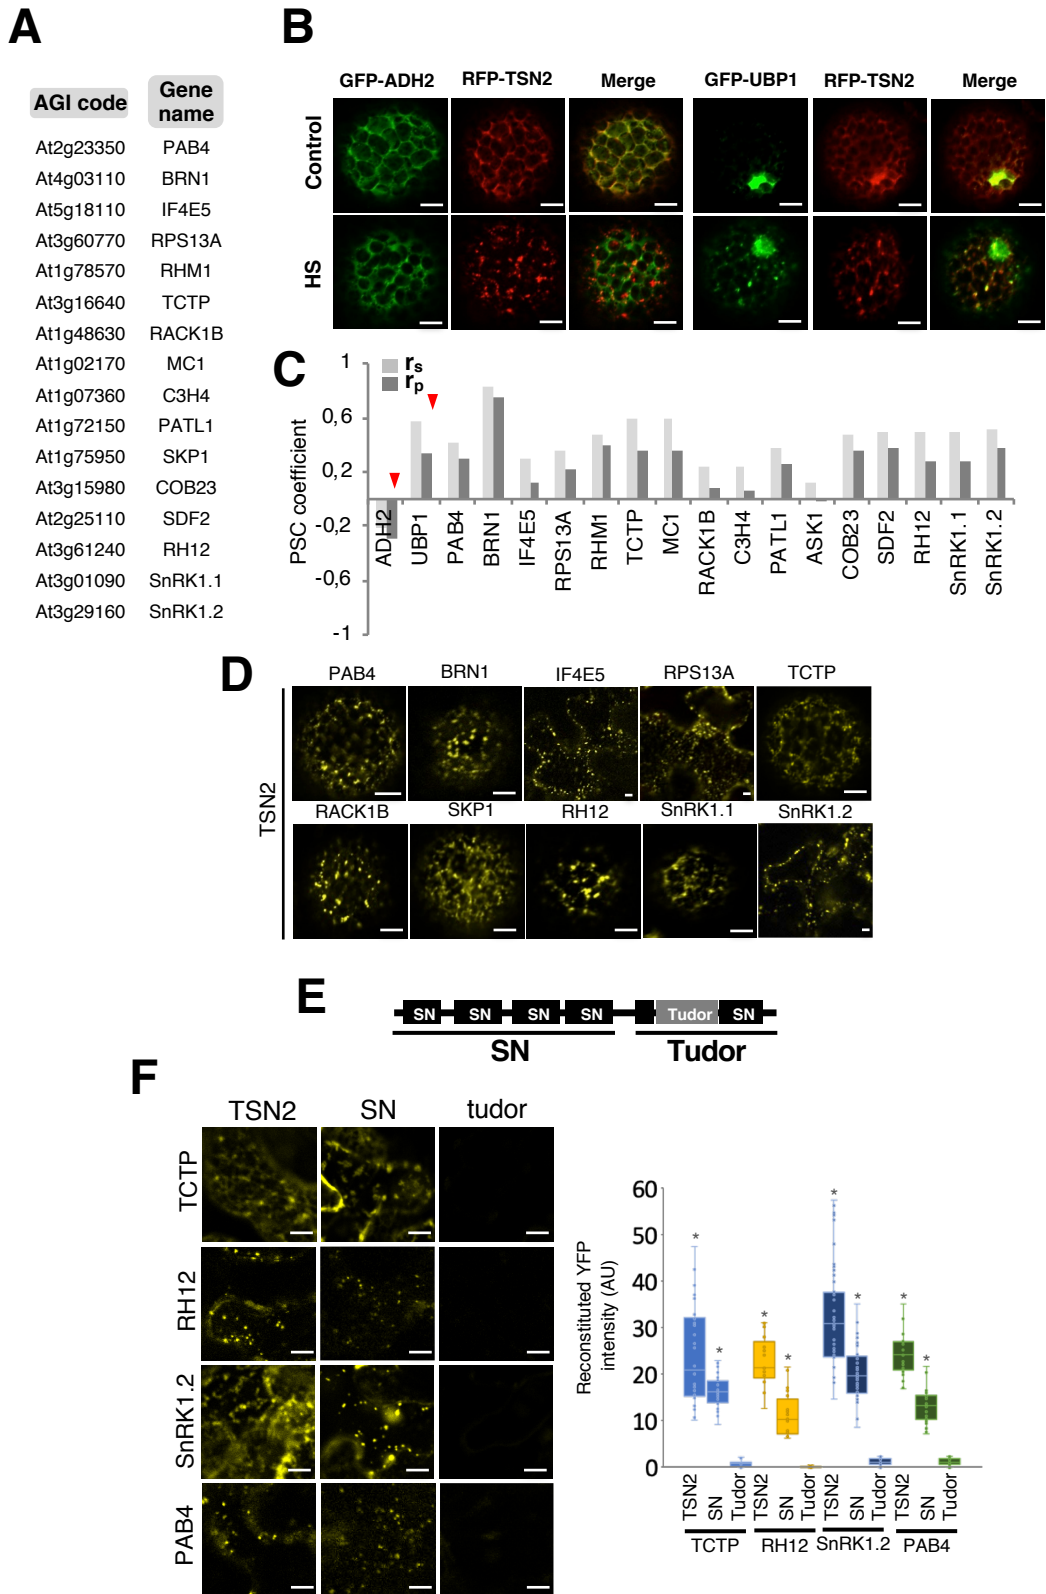 A
AGI code Gene name
At2g23350 PAB4
At4g03110 BRN1
At5g18110 IF4E5
At3g60770 RPS13A
At1g78570 RHM1
At3g16640 TCTP
At1g48630 RACK1B
At1g02170 MC1
At1g07360 C3H4
At1g72150 PATL1
At1g75950 SKP1
At3g15980 COB23
At2g25110 SDF2
At3g61240 RH12
At3g01090 SnRK1.1
At3g29160 SnRK1.2
B
GFP-ADH2 RFP-TSN2 Merge GFP-UBP1 RFP-TSN2 Merge
Control
HS
C
PSC coefficient
1
0,6
0,2
-0,2
-0,6
-1
rs
rp
ADH2 UBP1 PAB4 BRN1 IF4E5 RPS13A RHM1 TCTP MC1 RACK1B C3H4 PATL1 ASK1 COB23 SDF2 RH12 SnRK1.1 SnRK1.2
D
TSN2
PAB4 BRN1 IF4E5 RPS13A TCTP
RACK1B SKP1 RH12 SnRK1.1 SnRK1.2
E
SN SN SN SN Tudor SN
SN Tudor
F
TSN2 SN tudor
TCTP
RH12
SnRK1.2
PAB4
Reconstituted YFP
intensity (AU)
60
50
40
30
20
10
0
* * * * * * * *
TSN2 SN Tudor TSN2 SN Tudor TSN2 SN Tudor TSN2 SN Tudor
TCTP RH12 SnRK1.2 PAB4